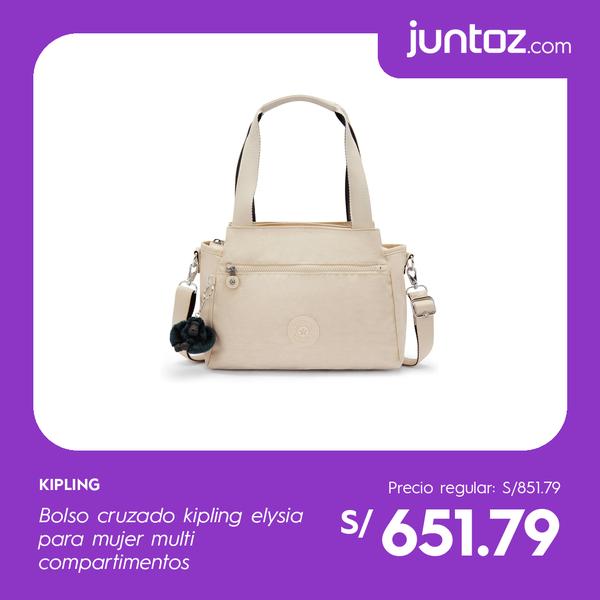 juntoz.com
KIPLING
Bolso cruzado kipling elysia
para mujer multi
compartimentos
Precio regular: S/851.79
S/ 651.79